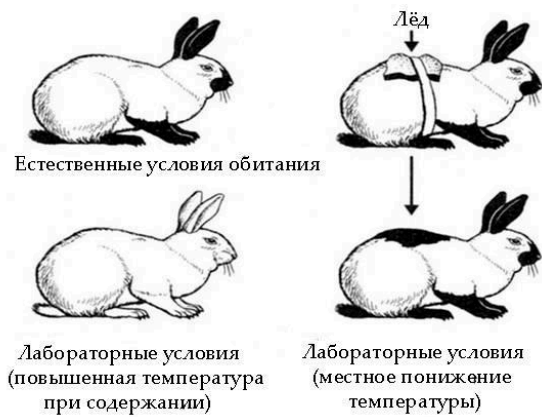 Лёд
Естественные условия обитания
Лабораторные условия
(повышенная температура
при содержании)
Лабораторные условия
(местное понижение
температуры)